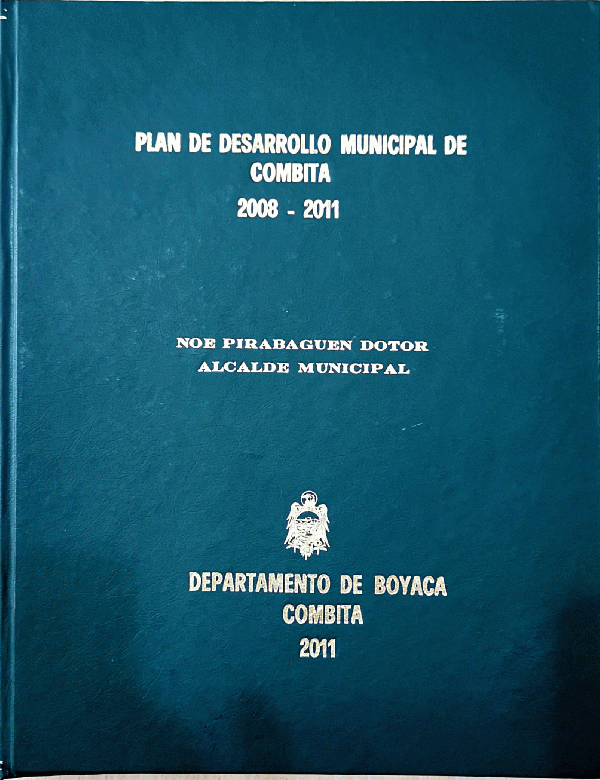 PLAN DE DESARROLLO MUNICIPAL DE
COMBITA
2008 - 2011
NOE PIRABAGUEN DOTOR
ALCALDE MUNICIPAL
DEPARTAMENTO DE BOYACA
COMBITA
2011